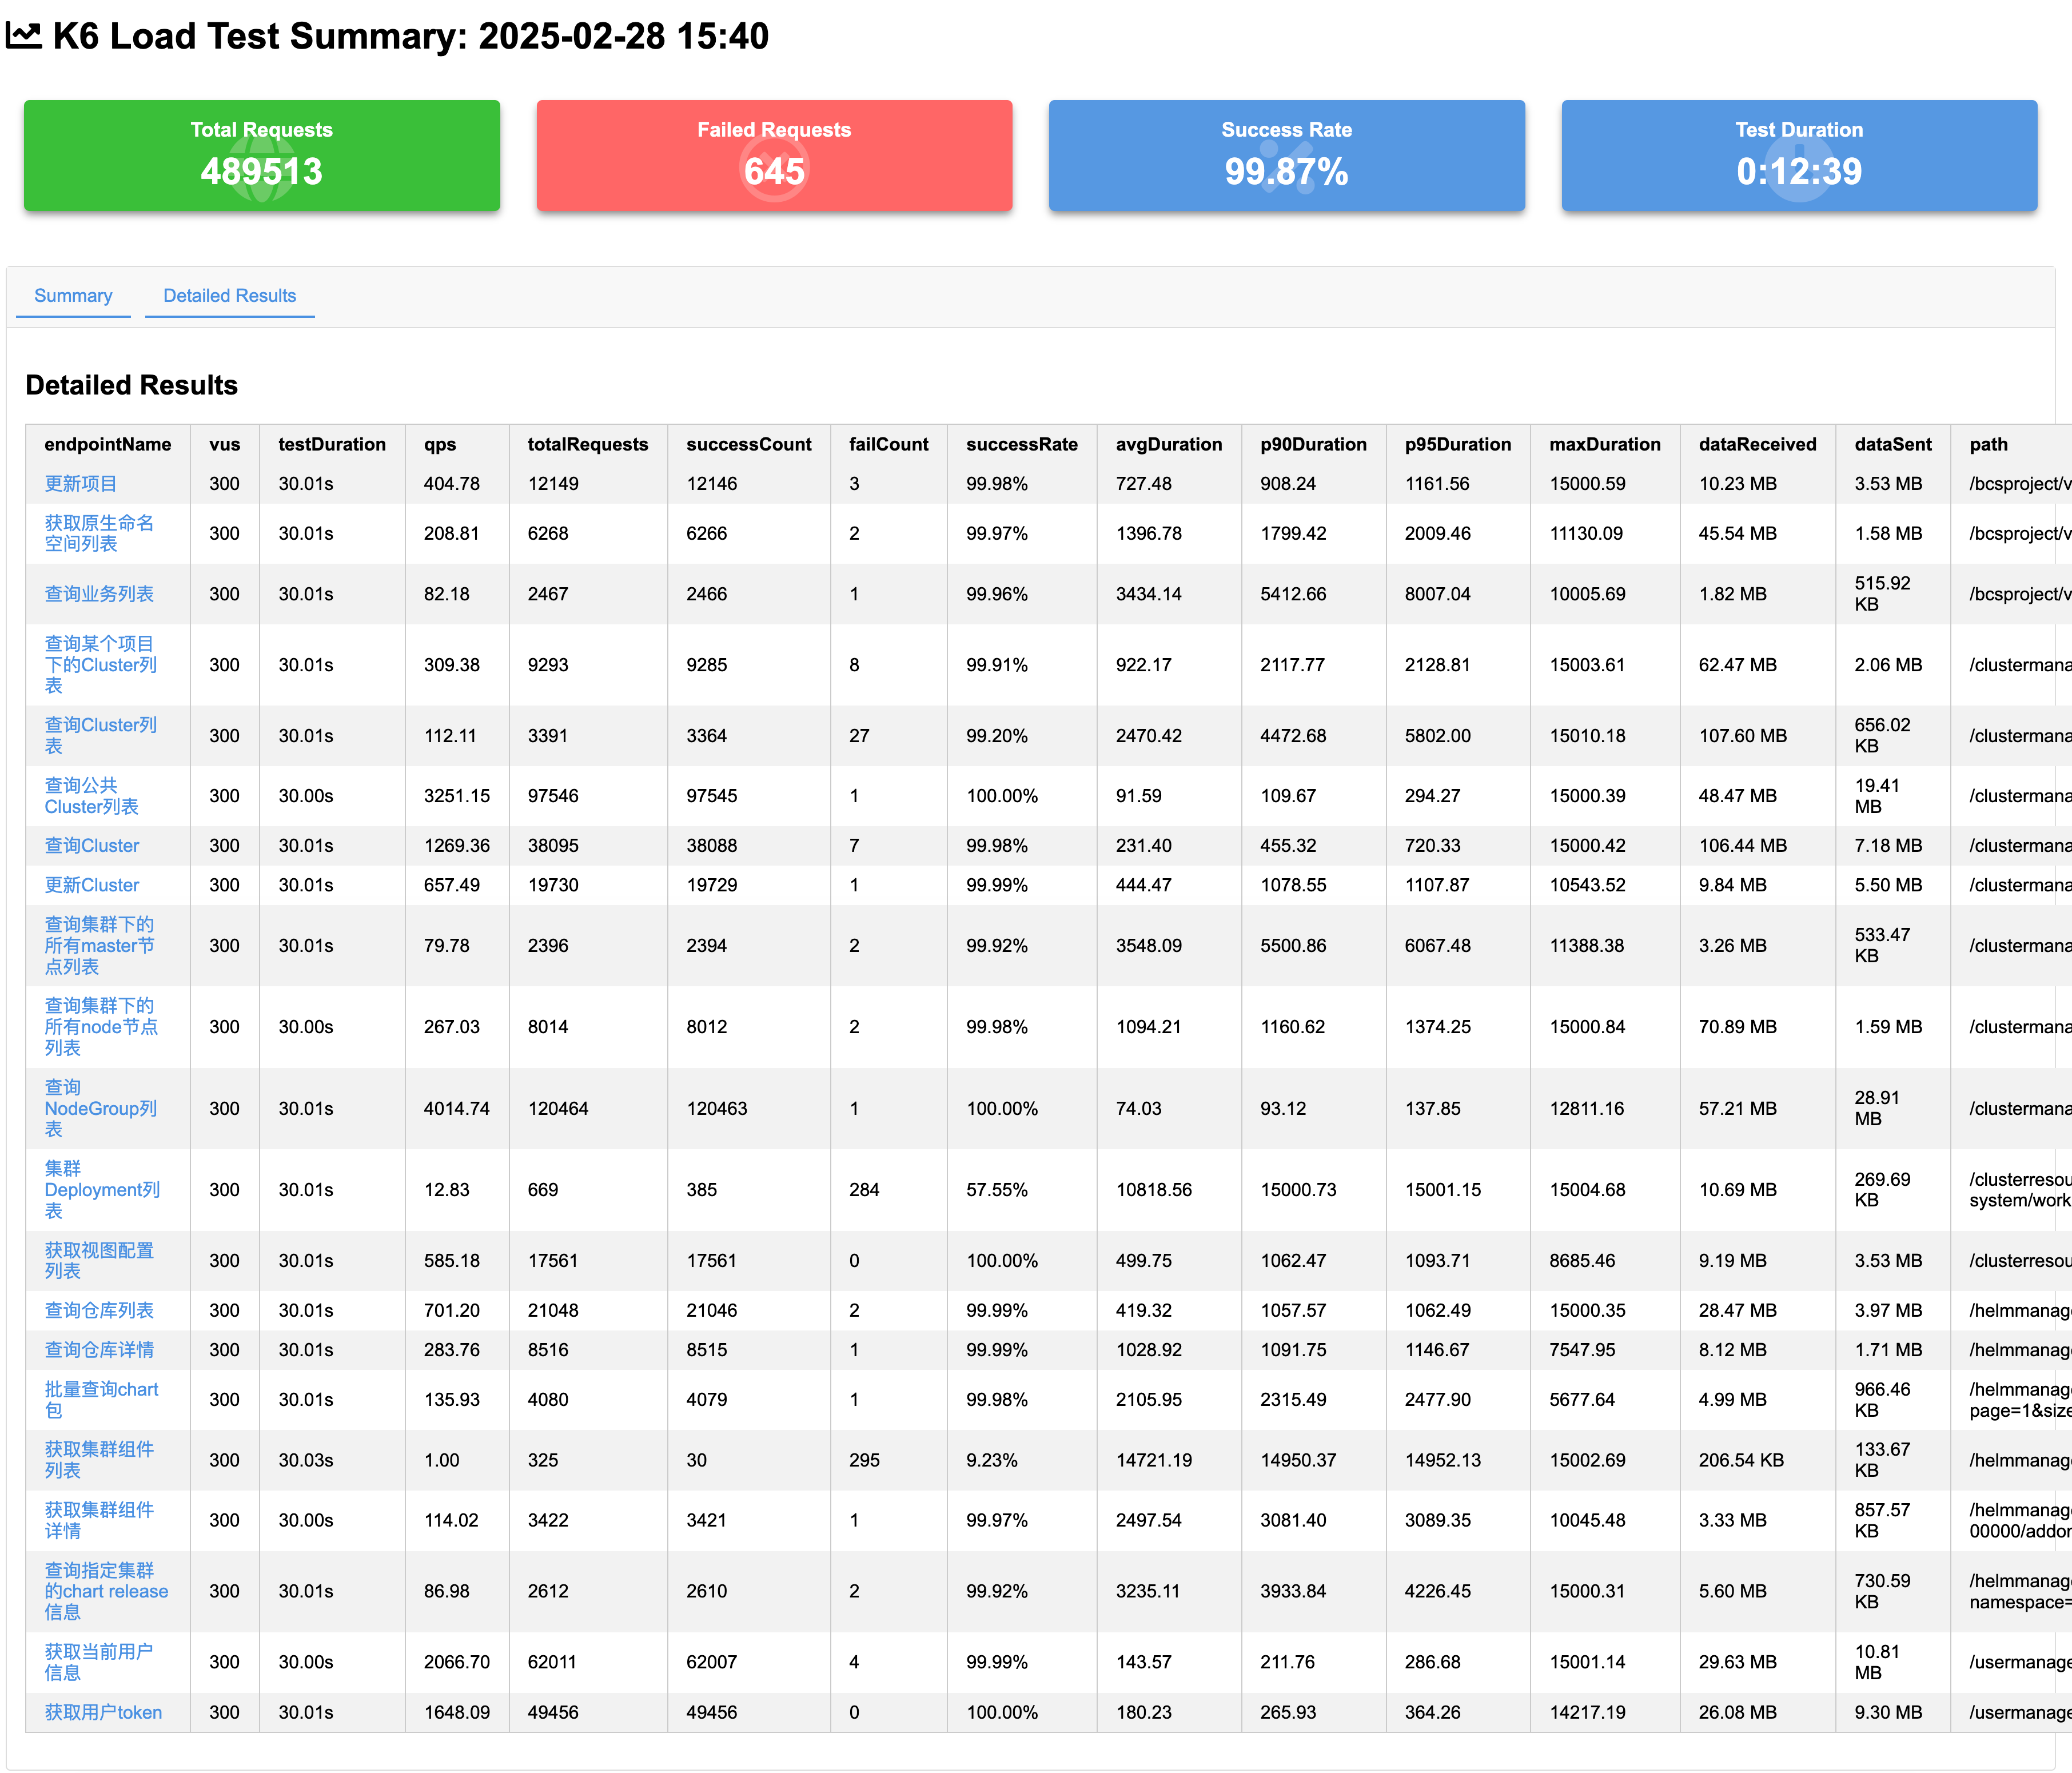 K6 Load Test Summary: 2025-02-28 15:40
Total Requests
489513
Failed Requests
645
Success Rate
99.87%
Test Duration
0:12:39
Summary Detailed Results
Detailed Results
endpointName vus testDuration qps totalRequests successCount failCount successRate avgDuration p90Duration p95Duration maxDuration dataReceived dataSent path
更新项目 300 30.01s 404.78 12149 12146 3 99.98% 727.48 908.24 1161.56 15000.59 10.23 MB 3.53 MB /bcsproject/v
获取原生命名
空间列表 300 30.01s 208.81 6268 6266 2 99.97% 1396.78 1799.42 2009.46 11130.09 45.54 MB 1.58 MB /bcsproject/v
查询业务列表 300 30.01s 82.18 2467 2466 1 99.96% 3434.14 5412.66 8007.04 10005.69 1.82 MB 515.92
KB /bcsproject/v
查询某个项目
下的Cluster列
表 300 30.01s 309.38 9293 9285 8 99.91% 922.17 2117.77 2128.81 15003.61 62.47 MB 2.06 MB /clustermana
查询Cluster列
表 300 30.01s 112.11 3391 3364 27 99.20% 2470.42 4472.68 5802.00 15010.18 107.60 MB 656.02
KB /clustermana
查询公共
Cluster列表 300 30.00s 3251.15 97546 97545 1 100.00% 91.59 109.67 294.27 15000.39 48.47 MB 19.41
MB /clustermana
查询Cluster 300 30.01s 1269.36 38095 38088 7 99.98% 231.40 455.32 720.33 15000.42 106.44 MB 7.18 MB /clustermana
更新Cluster 300 30.01s 657.49 19730 19729 1 99.99% 444.47 1078.55 1107.87 10543.52 9.84 MB 5.50 MB /clustermana
查询集群下的
所有master节
点列表 300 30.01s 79.78 2396 2394 2 99.92% 3548.09 5500.86 6067.48 11388.38 3.26 MB 533.47
KB /clustermana
查询集群下的
所有node节点
列表 300 30.00s 267.03 8014 8012 2 99.98% 1094.21 1160.62 1374.25 15000.84 70.89 MB 1.59 MB /clustermana
查询
NodeGroup列
表 300 30.01s 4014.74 120464 120463 1 100.00% 74.03 93.12 137.85 12811.16 57.21 MB 28.91
MB /clustermana
集群
Deployment列
表 300 30.01s 12.83 669 385 284 57.55% 10818.56 15000.73 15001.15 15004.68 10.69 MB 269.69
KB /clusterresou
system/work
获取视图配置
列表 300 30.01s 585.18 17561 17561 0 100.00% 499.75 1062.47 1093.71 8685.46 9.19 MB 3.53 MB /clusterresou
查询仓库列表 300 30.01s 701.20 21048 21046 2 99.99% 419.32 1057.57 1062.49 15000.35 28.47 MB 3.97 MB /helmmanag
查询仓库详情 300 30.01s 283.76 8516 8515 1 99.99% 1028.92 1091.75 1146.67 7547.95 8.12 MB 1.71 MB /helmmanag
批量查询chart
包 300 30.01s 135.93 4080 4079 1 99.98% 2105.95 2315.49 2477.90 5677.64 4.99 MB 966.46
KB /helmmanag
page=1&size
获取集群组件
列表 300 30.03s 1.00 325 30 295 9.23% 14721.19 14950.37 14952.13 15002.69 206.54 KB 133.67
KB /helmmanag
获取集群组件
详情 300 30.00s 114.02 3422 3421 1 99.97% 2497.54 3081.40 3089.35 10045.48 3.33 MB 857.57
KB /helmmanag
00000/addor
查询指定集群
的chart release
信息 300 30.01s 86.98 2612 2610 2 99.92% 3235.11 3933.84 4226.45 15000.31 5.60 MB 730.59
KB /helmmanag
namespace=
获取当前用户
信息 300 30.00s 2066.70 62011 62007 4 99.99% 143.57 211.76 286.68 15001.14 29.63 MB 10.81
MB /usermanage
获取用户token 300 30.01s 1648.09 49456 49456 0 100.00% 180.23 265.93 364.26 14217.19 26.08 MB 9.30 MB /usermanage